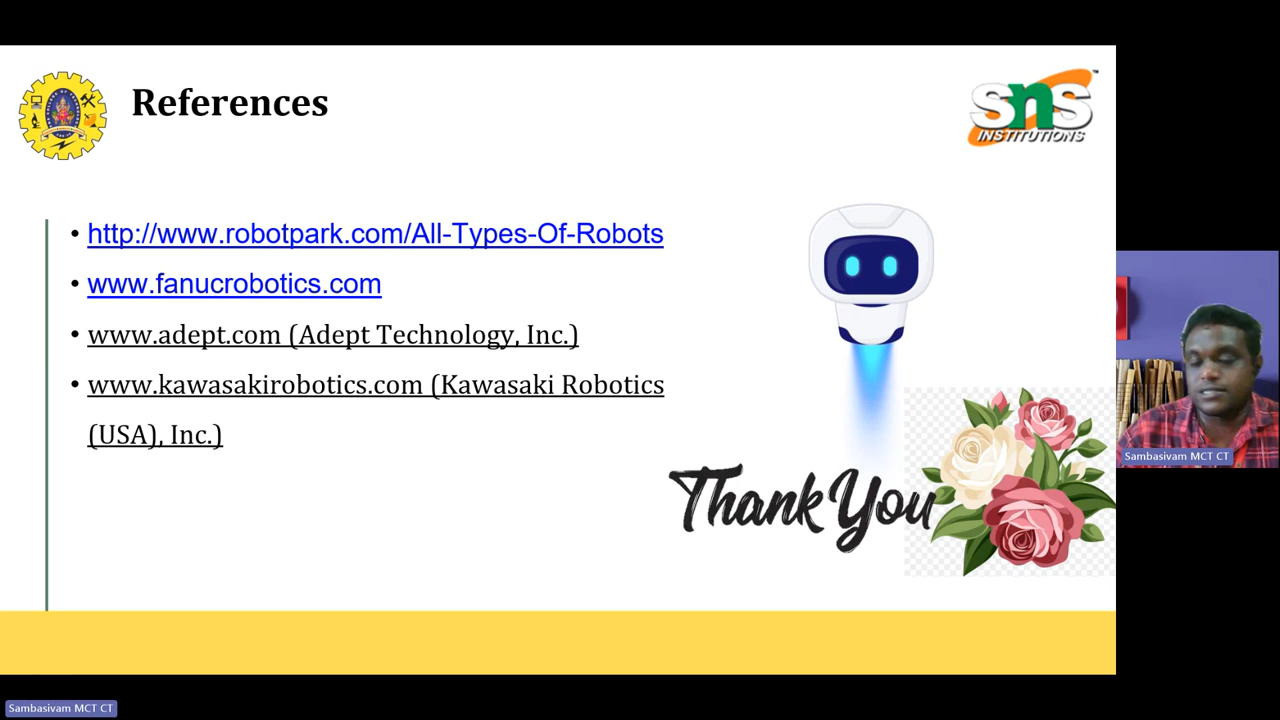 References
SnS
INSTITUTIONS
TM
• http://www.robotpark.com/All-Types-Of-Robots
• www.fanucrobotics.com
• www.adept.com (Adept Technology, Inc.)
• www.kawasakirobotics.com (Kawasaki Robotics
(USA), Inc.)
Thank You
Sambasivam MCT CT
Sambasivam MCT CT